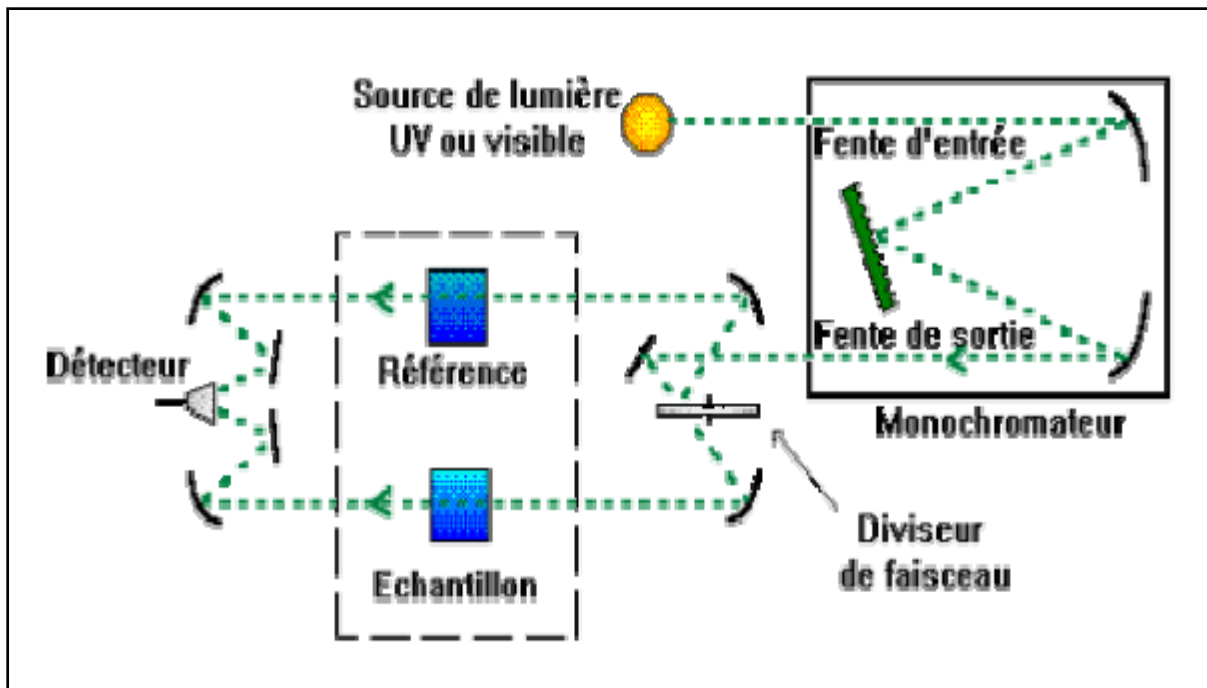 Source de lumière
UV ou visible
Fente d'entrée
Fente de sortie
Monochromateur
Détecteur
Référence
Echantillon
Diviseur
de faisceau